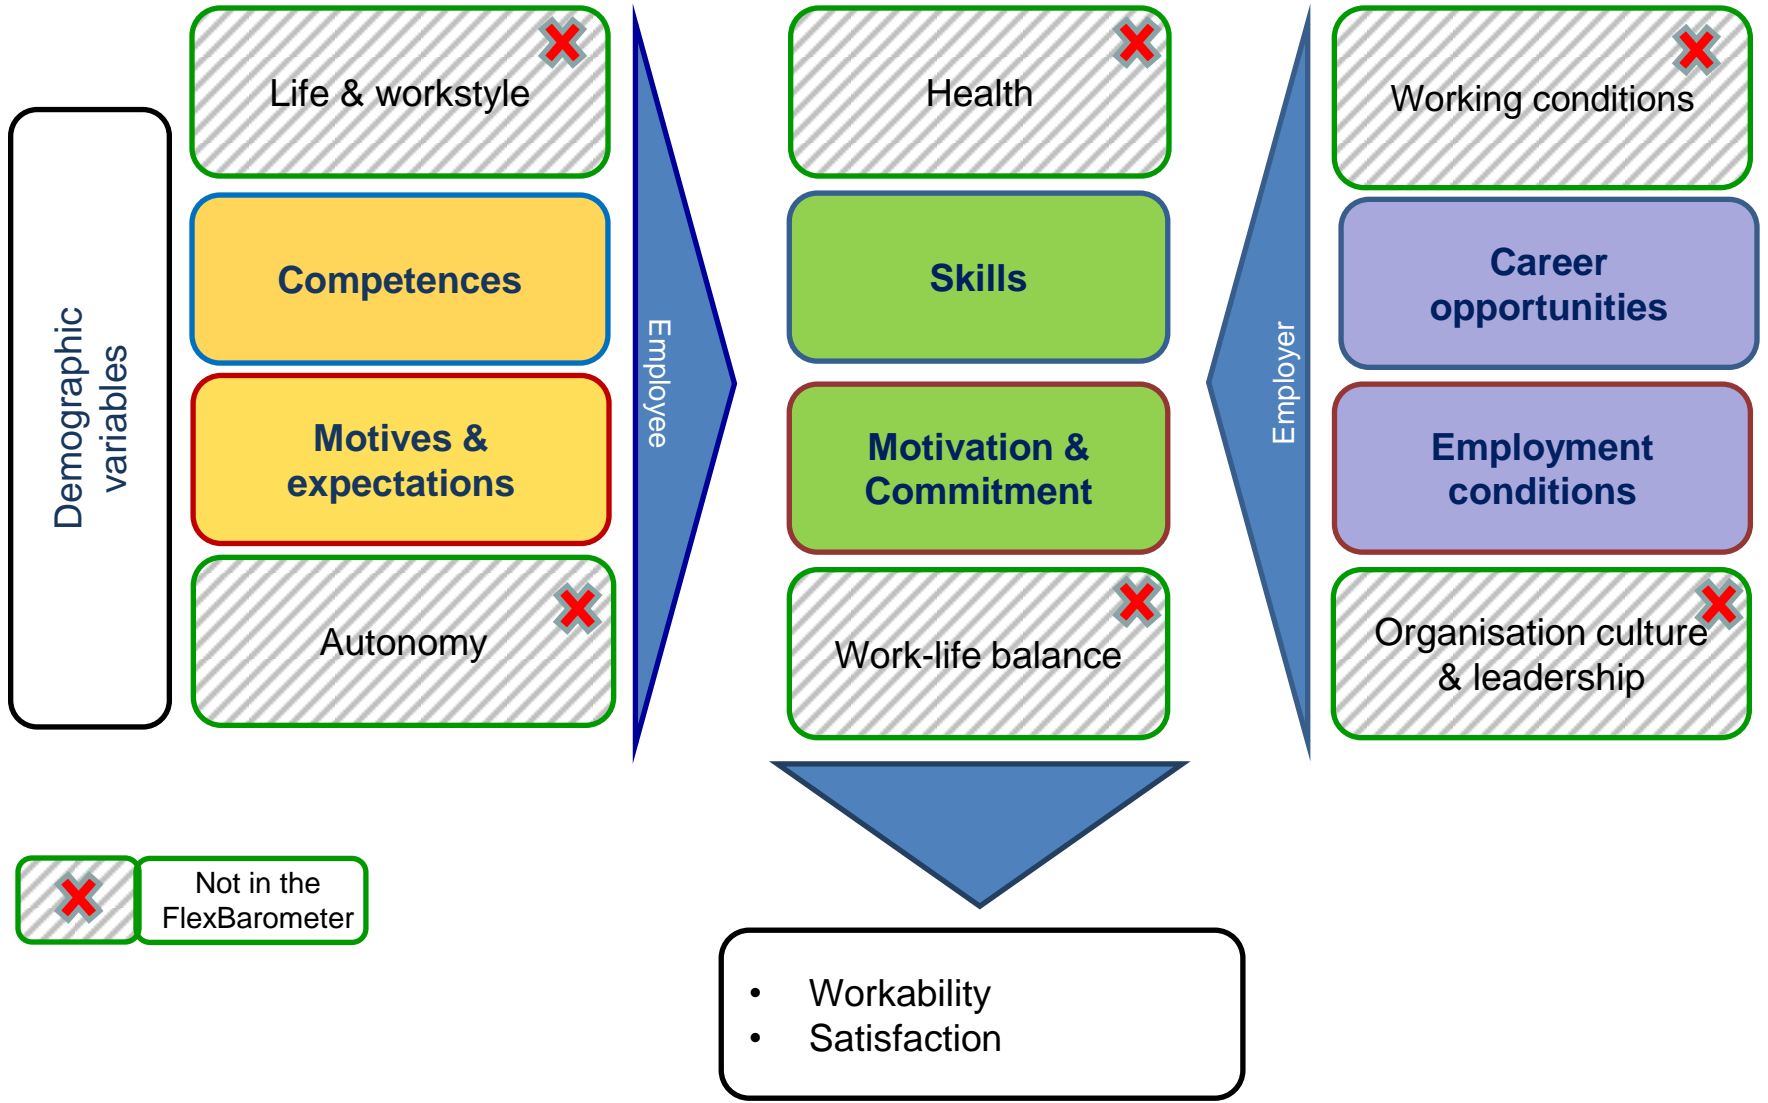 Demographic
variables
Life & workstyle
Competences
Motives &
expectations
Autonomy
Employee
Health
Skills
Motivation &
Commitment
Work-life balance
Employer
Working conditions
Career
opportunities
Employment
conditions
Organisation culture
& leadership
Not in the
FlexBarometer
• Workability
• Satisfaction